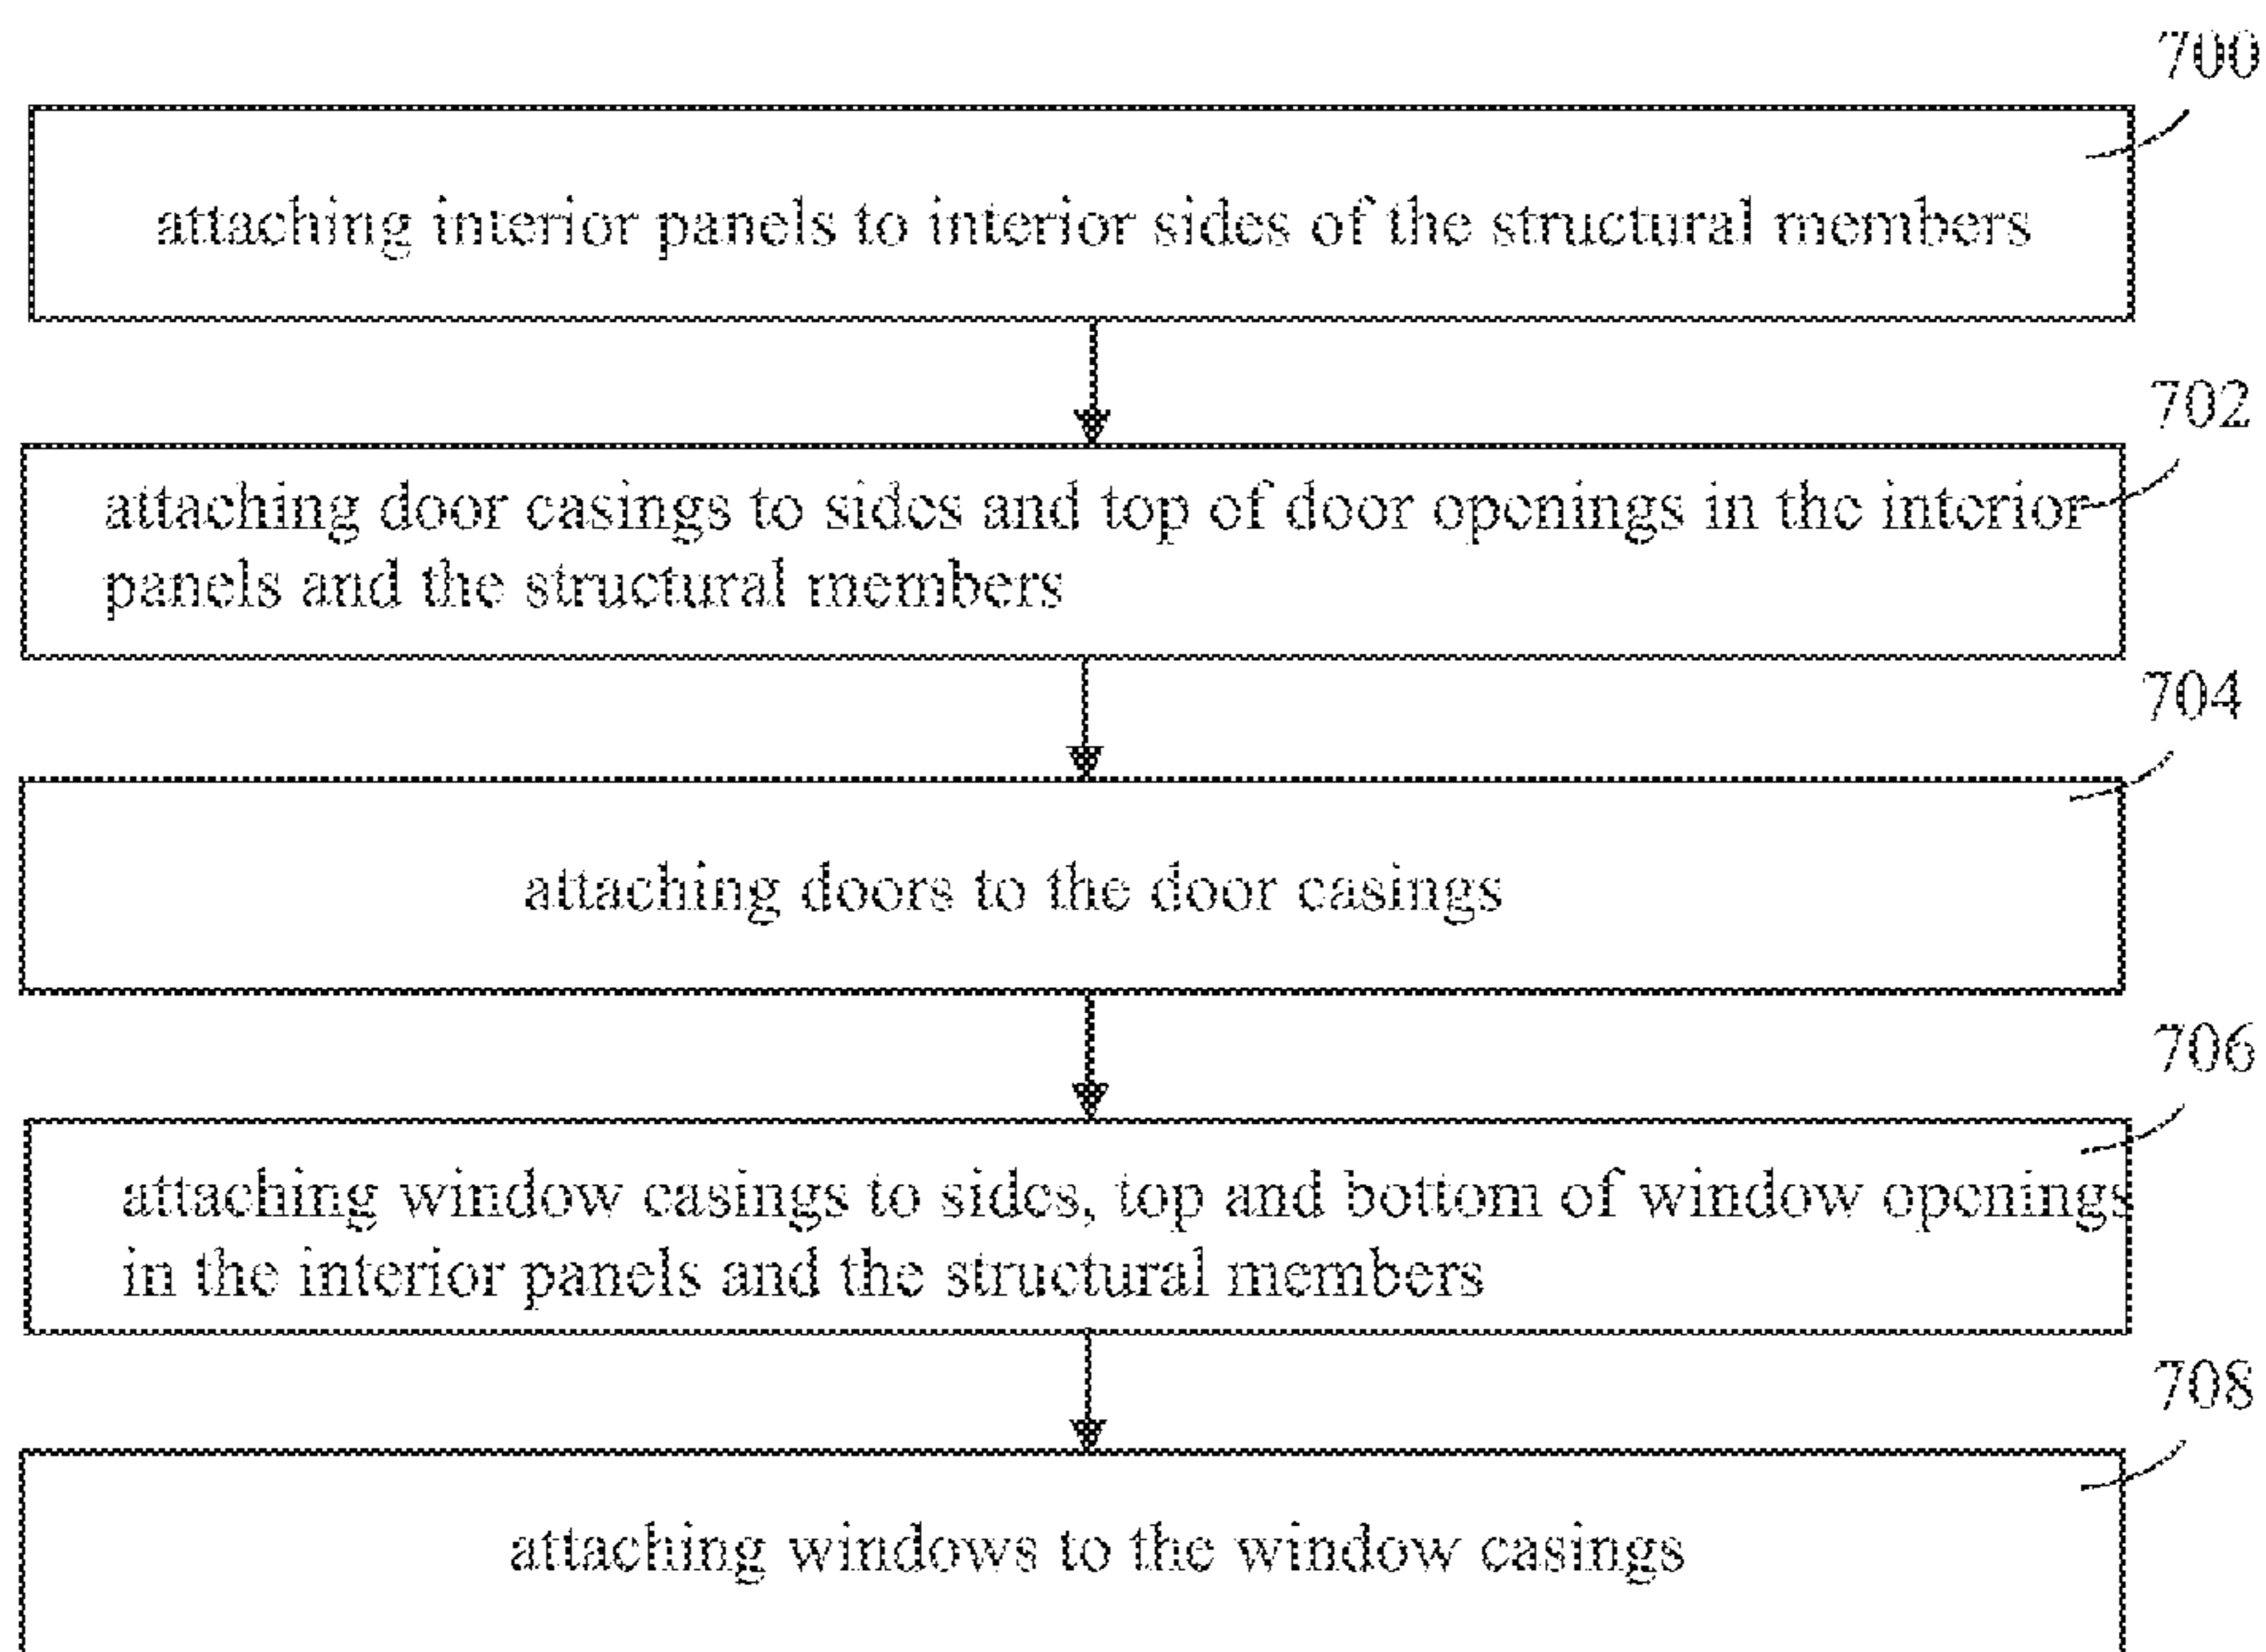 700
attaching interior panels to interior sides of the structural members
702
attaching door casings to sides and top of door openings in the interior
panels and the structural members
704
attaching doors to the door casings
706
attaching window casings to sides, top and bottom of window openings
in the interior panels and the structural members
708
attaching windows to the window casings